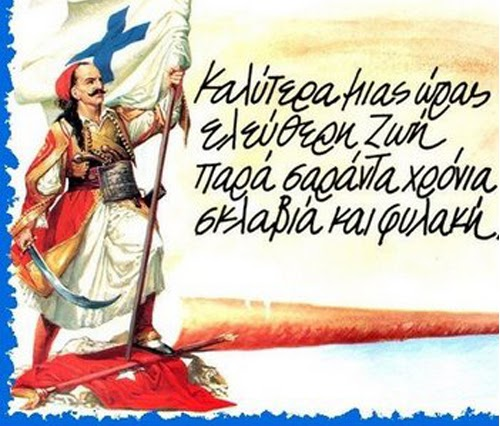 Καλύτερα μιας ώρας
ελεύθερη ζωή
παρά σαράντα χρόνια
σκλαβιά και φυλακή.